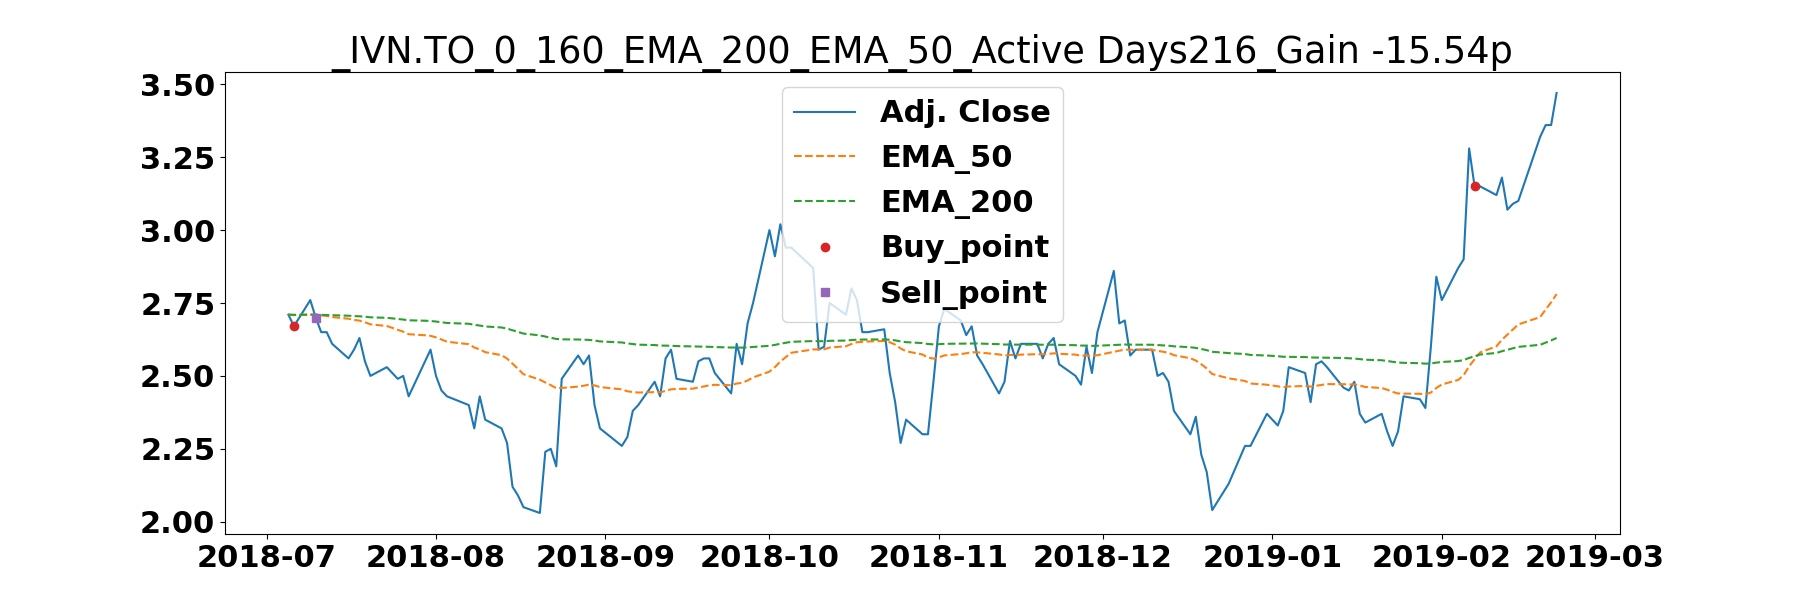 _IVN.TO_0_160_EMA_200_EMA_50_Active Days216_Gain -15.54p
3.50
3.25
3.00
2.75
2.50
2.25
2.00
Adj. Close
EMA_50
EMA_200
Buy_point
Sell_point
2018-07 2018-08 2018-09 2018-10 2018-11 2018-12 2019-01 2019-02 2019-03